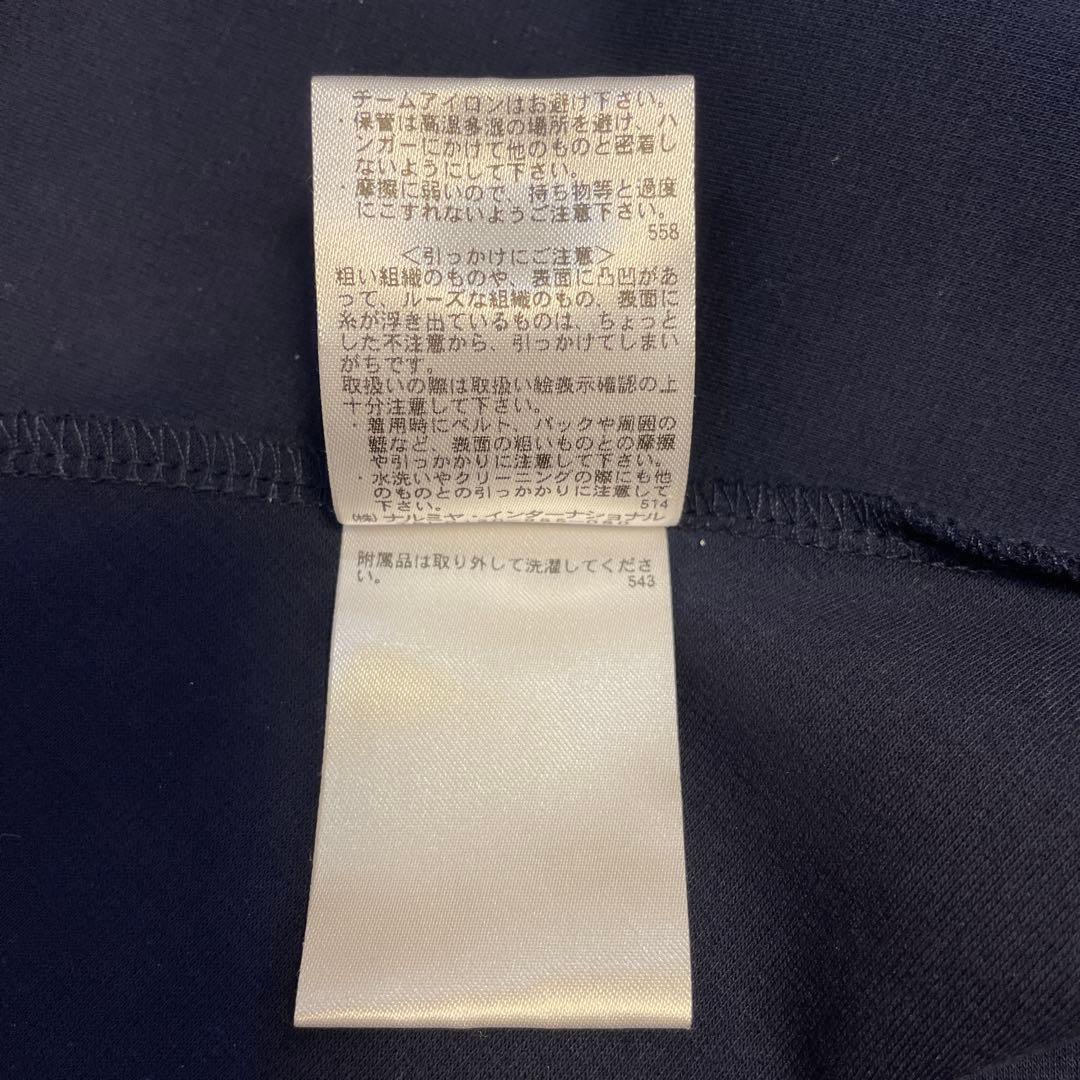 チームアイロンはお避け下さい。
・保管は高温多湿の場所を避け、ハ
ンガーにかけて他のものと密着し
ないようにして下さい。
・摩擦に弱いので、持ち物等と過度
にこすれないようご注意下さい。
558
＜引っかけにご注意＞
粗い組織のものや、表面に凸凹があ
って、ルーズな組織のもの、表面に
糸が浮き出ているものは、ちょっと
した不注意から、引っかけてしまい
がちです。
取扱いの際は取扱い絵表示確認の上
十分注意して下さい。
・着用時にベルト、バックや周囲の
など、表面の粗いものとの摩擦
や引っかかりに注意して下さい。
・水洗いやクリーニングの際にも他
のものとの引っかかりに注意して
下さい。
514
(株)ナルミヤ・インターナショナル
附属品は取り外して洗濯してくださ
い。
543